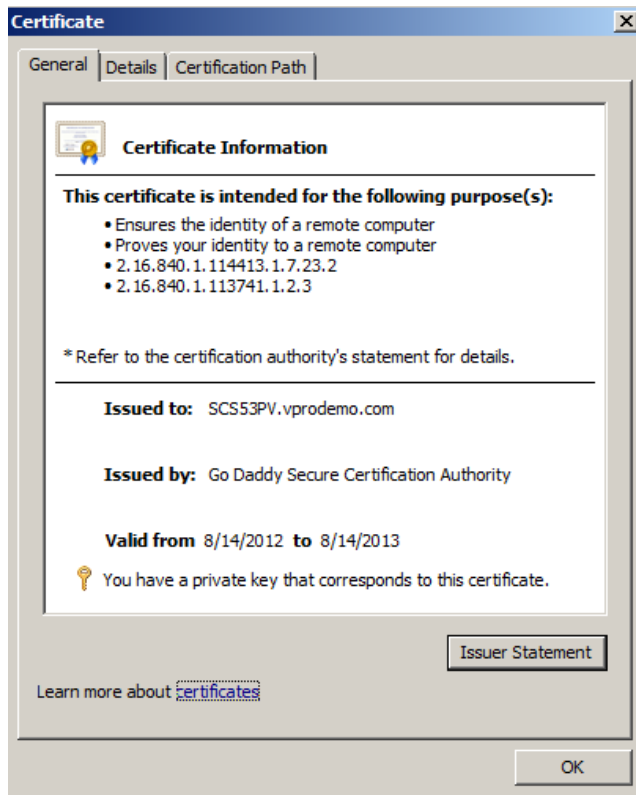 Certificate
General Details Certification Path
Certificate Information
This certificate is intended for the following purpose(s):
• Ensures the identity of a remote computer
• Proves your identity to a remote computer
• 2.16.840.1.114413.1.7.23.2
• 2.16.840.1.113741.1.2.3
* Refer to the certification authority's statement for details.
Issued to: SCS53PV.vprodemo.com
Issued by: Go Daddy Secure Certification Authority
Valid from 8/14/2012 to 8/14/2013
You have a private key that corresponds to this certificate.
Issuer Statement
Learn more about certificates
OK